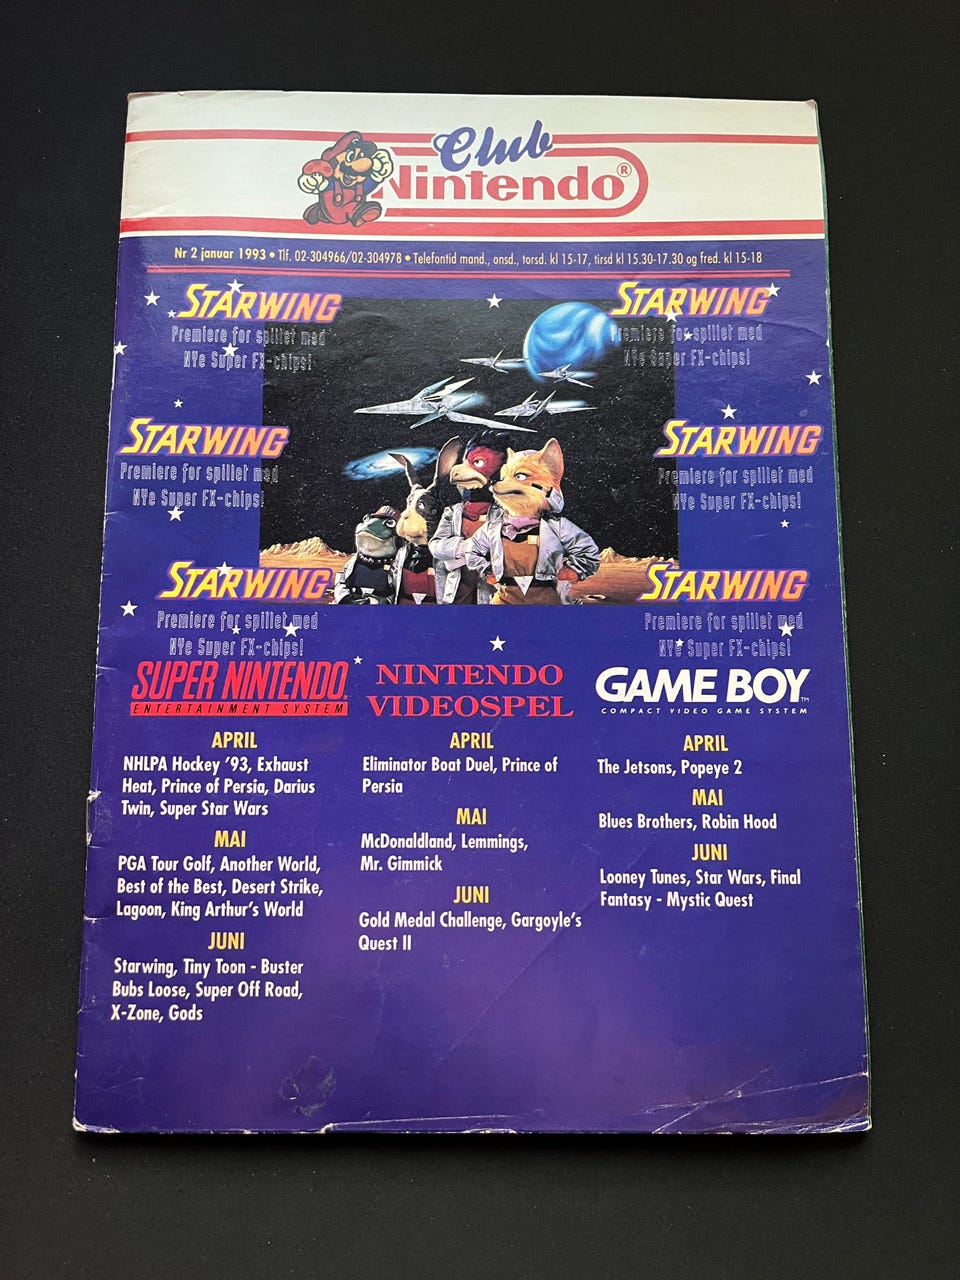 Club
Nintendo®
Nr 2 januar 1993 • Tlf. 02-304966/02-304978 • Telefontid mand., onsd., torsd. kl 15-17, tirsd kl 15.30-17.30 og fred. kl 15-18
STARWING
Premiere for spillet med
NYe Super FX-chips!
STARWING
Premiere for spillet med
NYe Super FX-chips!
STARWING
Premiere for spillet med
NYe Super FX-chips!
STARWING
Premiere for spillet med
NYe Super FX-chips!
STARWING
Premiere for spillet med
NYe Super FX-chips!
STARWING
Premiere for spillet med
NYe Super FX-chips!
SUPER NINTENDO
ENTERTAINMENT SYSTEM
APRIL
NHLPA Hockey '93, Exhaust
Heat, Prince of Persia, Darius
Twin, Super Star Wars
MAI
PGA Tour Golf, Another World,
Best of the Best, Desert Strike,
Lagoon, King Arthur's World
JUNI
Starwing, Tiny Toon - Buster
Bubs Loose, Super Off Road,
X-Zone, Gods
NINTENDO
VIDEOSPEL
APRIL
Eliminator Boat Duel, Prince of
Persia
MAI
McDonaldland, Lemmings,
Mr. Gimmick
JUNI
Gold Medal Challenge, Gargoyle's
Quest II
GAME BOY™
COMPACT VIDEO GAME SYSTEM
APRIL
The Jetsons, Popeye 2
MAI
Blues Brothers, Robin Hood
JUNI
Looney Tunes, Star Wars, Final
Fantasy - Mystic Quest